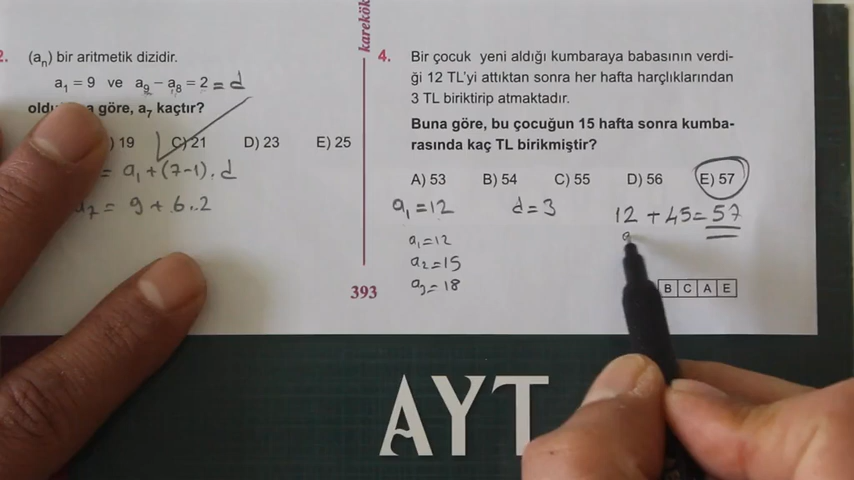 2. (aₙ) bir aritmetik dizidir.
a₁ = 9 ve a₉ − a₈ = 2 = d
göre, a₇ kaçtır?
) 19 C) 21 D) 23 E) 25
= a₁ + (7-1) . d
= 9 + 6 . 2
karekök
393
4. Bir çocuk yeni aldığı kumbaraya babasının verdi-
ği 12 TL'yi attıktan sonra her hafta harçlıklarından
3 TL biriktirip atmaktadır.
Buna göre, bu çocuğun 15 hafta sonra kumba-
rasında kaç TL birikmiştir?
A) 53 B) 54 C) 55 D) 56 E) 57
a₁ = 12 d = 3 12 + 45 = 57
a₁ = 12
a₂ = 15
a₃ = 18
B C A E
AYT